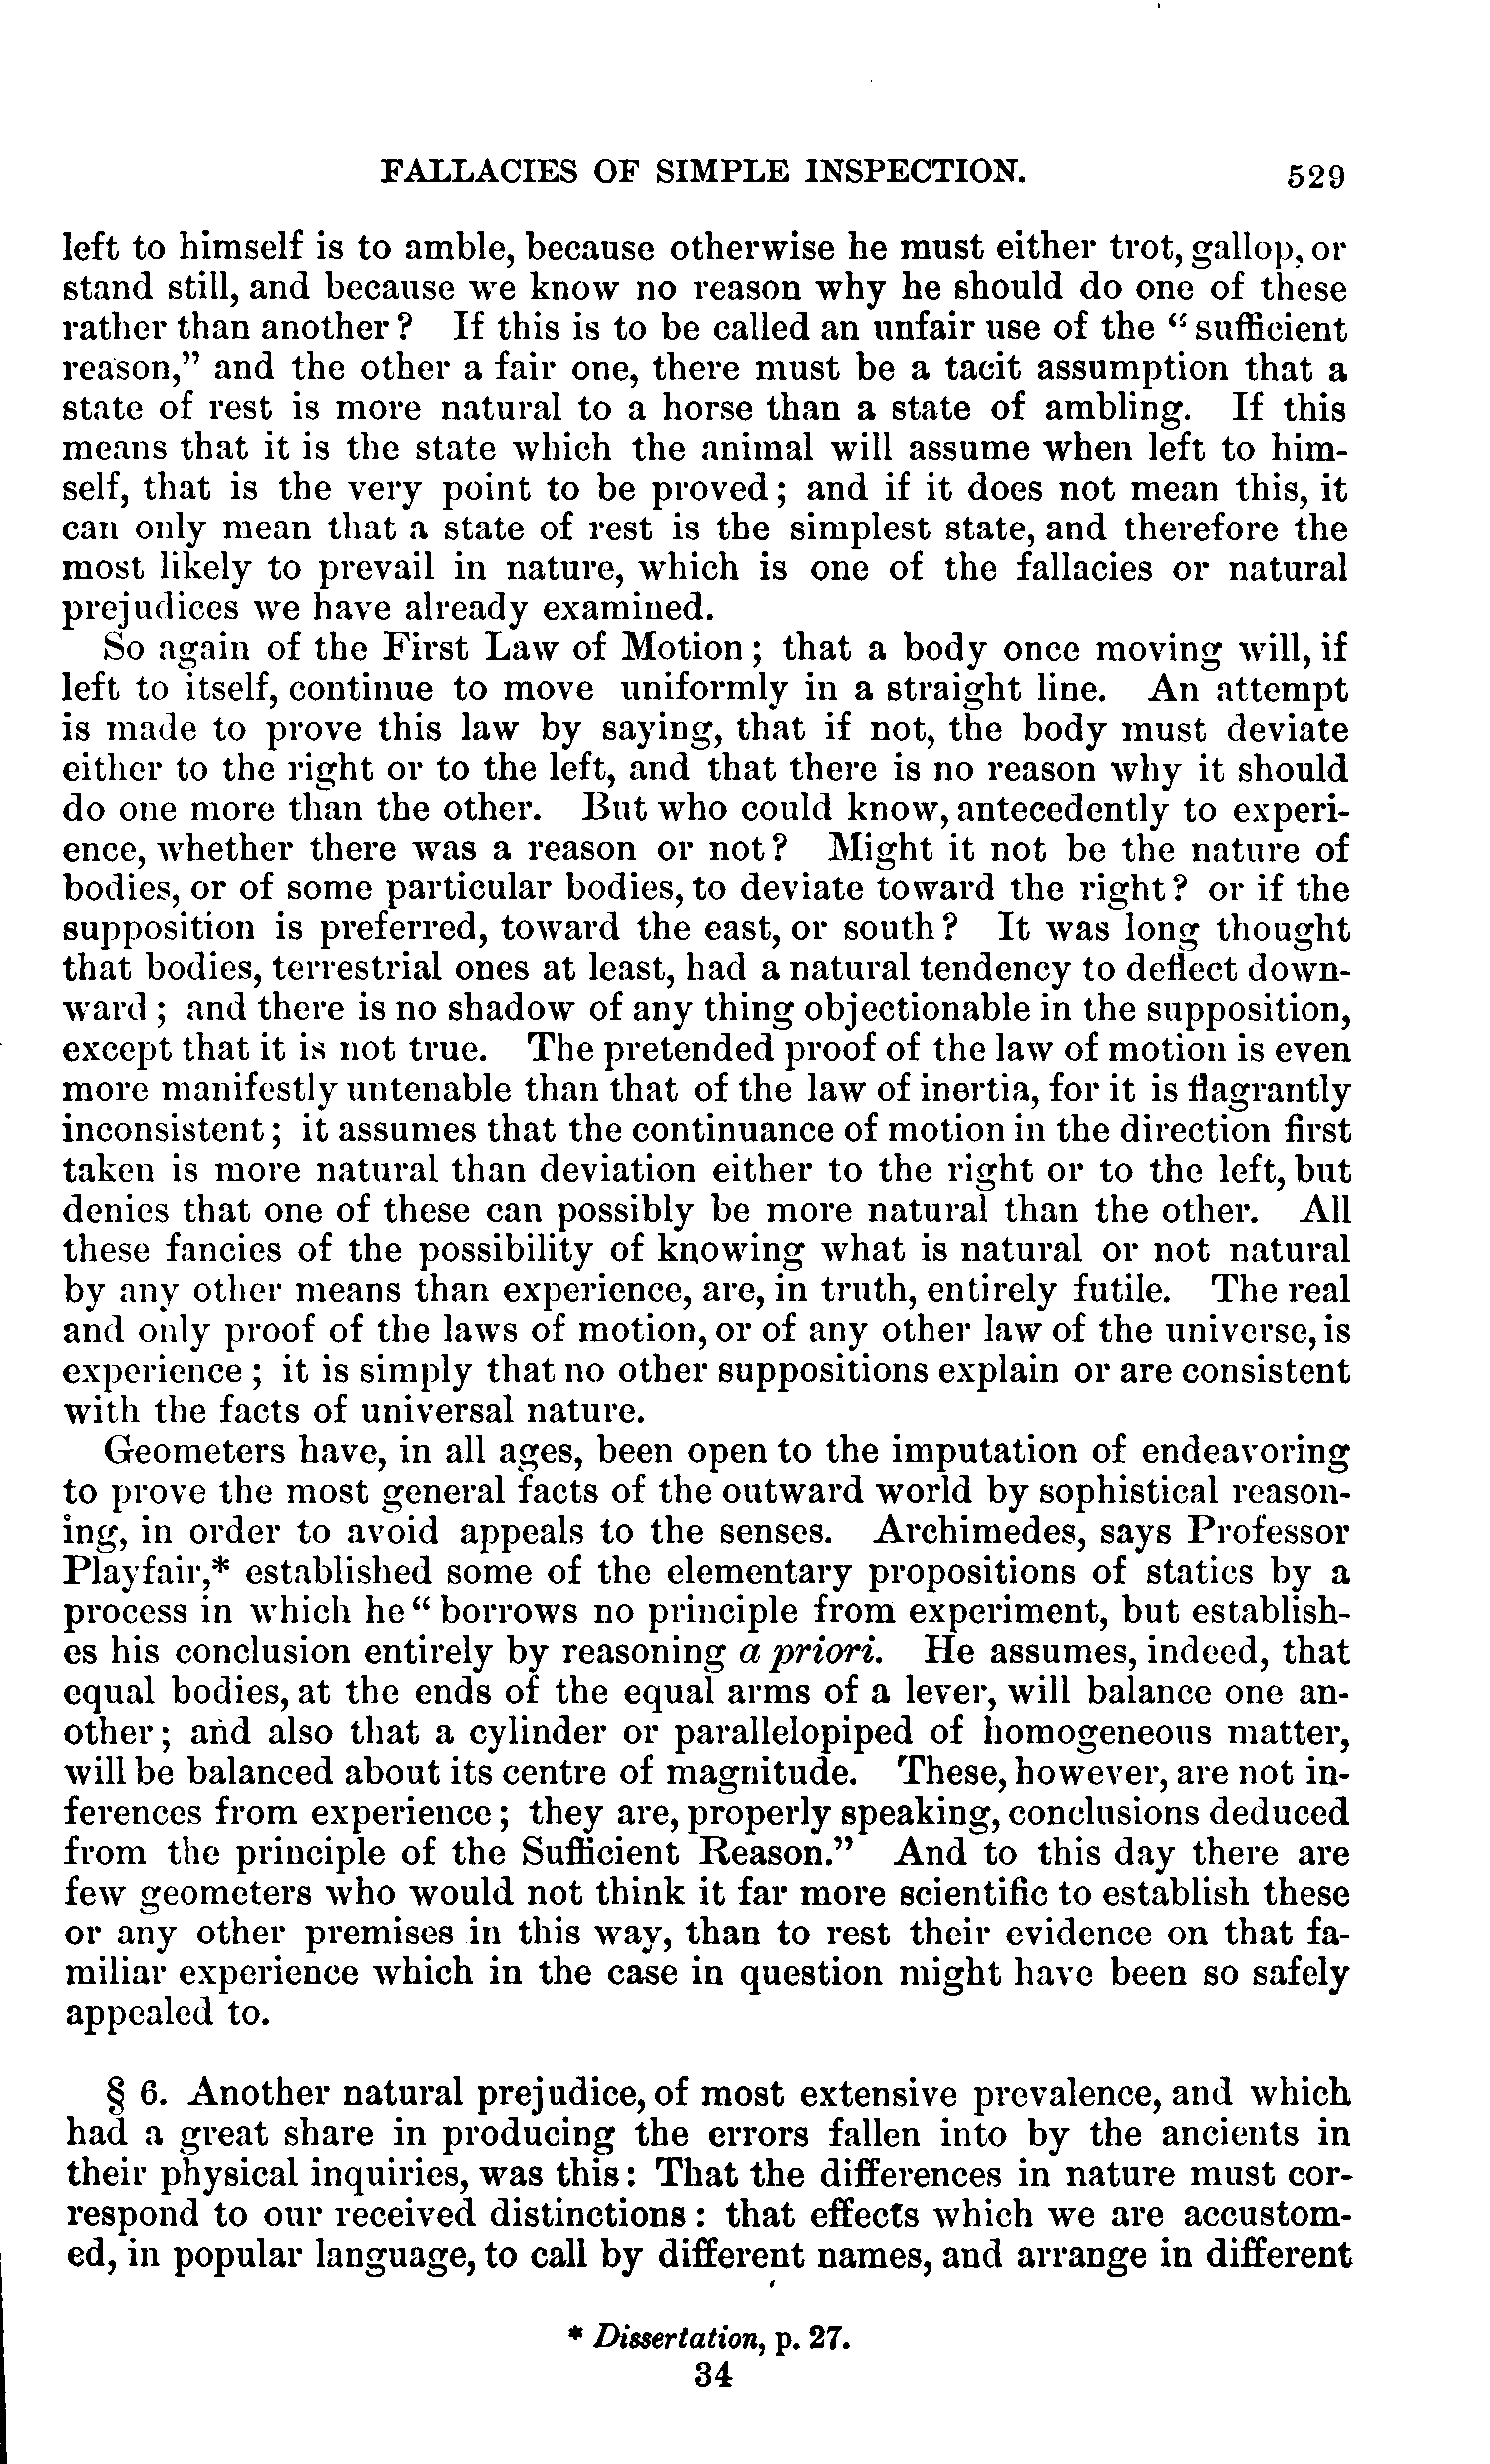 FALLACIES OF SIMPLE INSPECTION. 529
left to himself is to amble, because otherwise he must either trot, gallop, or
stand still, and because we know no reason why he should do one of these
rather than another? If this is to be called an unfair use of the “sufficient
reason,” and the other a fair one, there must be a tacit assumption that a
state of rest is more natural to a horse than a state of ambling. If this
means that it is the state which the animal will assume when left to him-
self, that is the very point to be proved; and if it does not mean this, it
can only mean that a state of rest is the simplest state, and therefore the
most likely to prevail in nature, which is one of the fallacies or natural
prejudices we have already examined.
So again of the First Law of Motion; that a body once moving will, if
left to itself, continue to move uniformly in a straight line. An attempt
is made to prove this law by saying, that if not, the body must deviate
either to the right or to the left, and that there is no reason why it should
do one more than the other. But who could know, antecedently to experi-
ence, whether there was a reason or not? Might it not be the nature of
bodies, or of some particular bodies, to deviate toward the right? or if the
supposition is preferred, toward the east, or south? It was long thought
that bodies, terrestrial ones at least, had a natural tendency to deflect down-
ward; and there is no shadow of any thing objectionable in the supposition,
except that it is not true. The pretended proof of the law of motion is even
more manifestly untenable than that of the law of inertia, for it is flagrantly
inconsistent; it assumes that the continuance of motion in the direction first
taken is more natural than deviation either to the right or to the left, but
denies that one of these can possibly be more natural than the other. All
these fancies of the possibility of knowing what is natural or not natural
by any other means than experience, are, in truth, entirely futile. The real
and only proof of the laws of motion, or of any other law of the universe, is
experience; it is simply that no other suppositions explain or are consistent
with the facts of universal nature.
Geometers have, in all ages, been open to the imputation of endeavoring
to prove the most general facts of the outward world by sophistical reason-
ing, in order to avoid appeals to the senses. Archimedes, says Professor
Playfair,* established some of the elementary propositions of statics by a
process in which he “borrows no principle from experiment, but establish-
es his conclusion entirely by reasoning a priori. He assumes, indeed, that
equal bodies, at the ends of the equal arms of a lever, will balance one an-
other; and also that a cylinder or parallelopiped of homogeneous matter,
will be balanced about its centre of magnitude. These, however, are not in-
ferences from experience; they are, properly speaking, conclusions deduced
from the principle of the Sufficient Reason.” And to this day there are
few geometers who would not think it far more scientific to establish these
or any other premises in this way, than to rest their evidence on that fa-
miliar experience which in the case in question might have been so safely
appealed to.
§ 6. Another natural prejudice, of most extensive prevalence, and which
had a great share in producing the errors fallen into by the ancients in
their physical inquiries, was this: That the differences in nature must cor-
respond to our received distinctions: that effects which we are accustom-
ed, in popular language, to call by different names, and arrange in different
* Dissertation, p. 27.
34